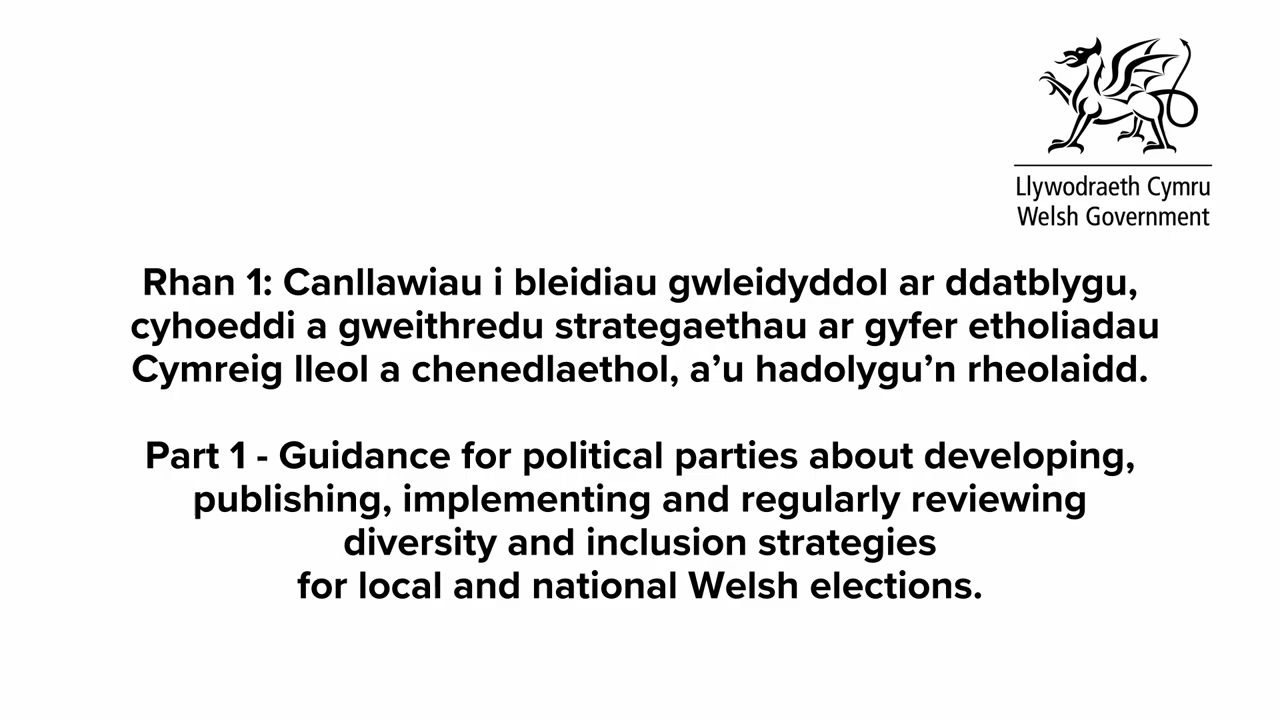 Llywodraeth Cymru
Welsh Government
Rhan 1: Canllawiau i bleidiau gwleidyddol ar ddatblygu,
cyhoeddi a gweithredu strategaethau ar gyfer etholiadau
Cymreig lleol a chenedlaethol, a’u hadolygu’n rheolaidd.
Part 1 - Guidance for political parties about developing,
publishing, implementing and regularly reviewing
diversity and inclusion strategies
for local and national Welsh elections.